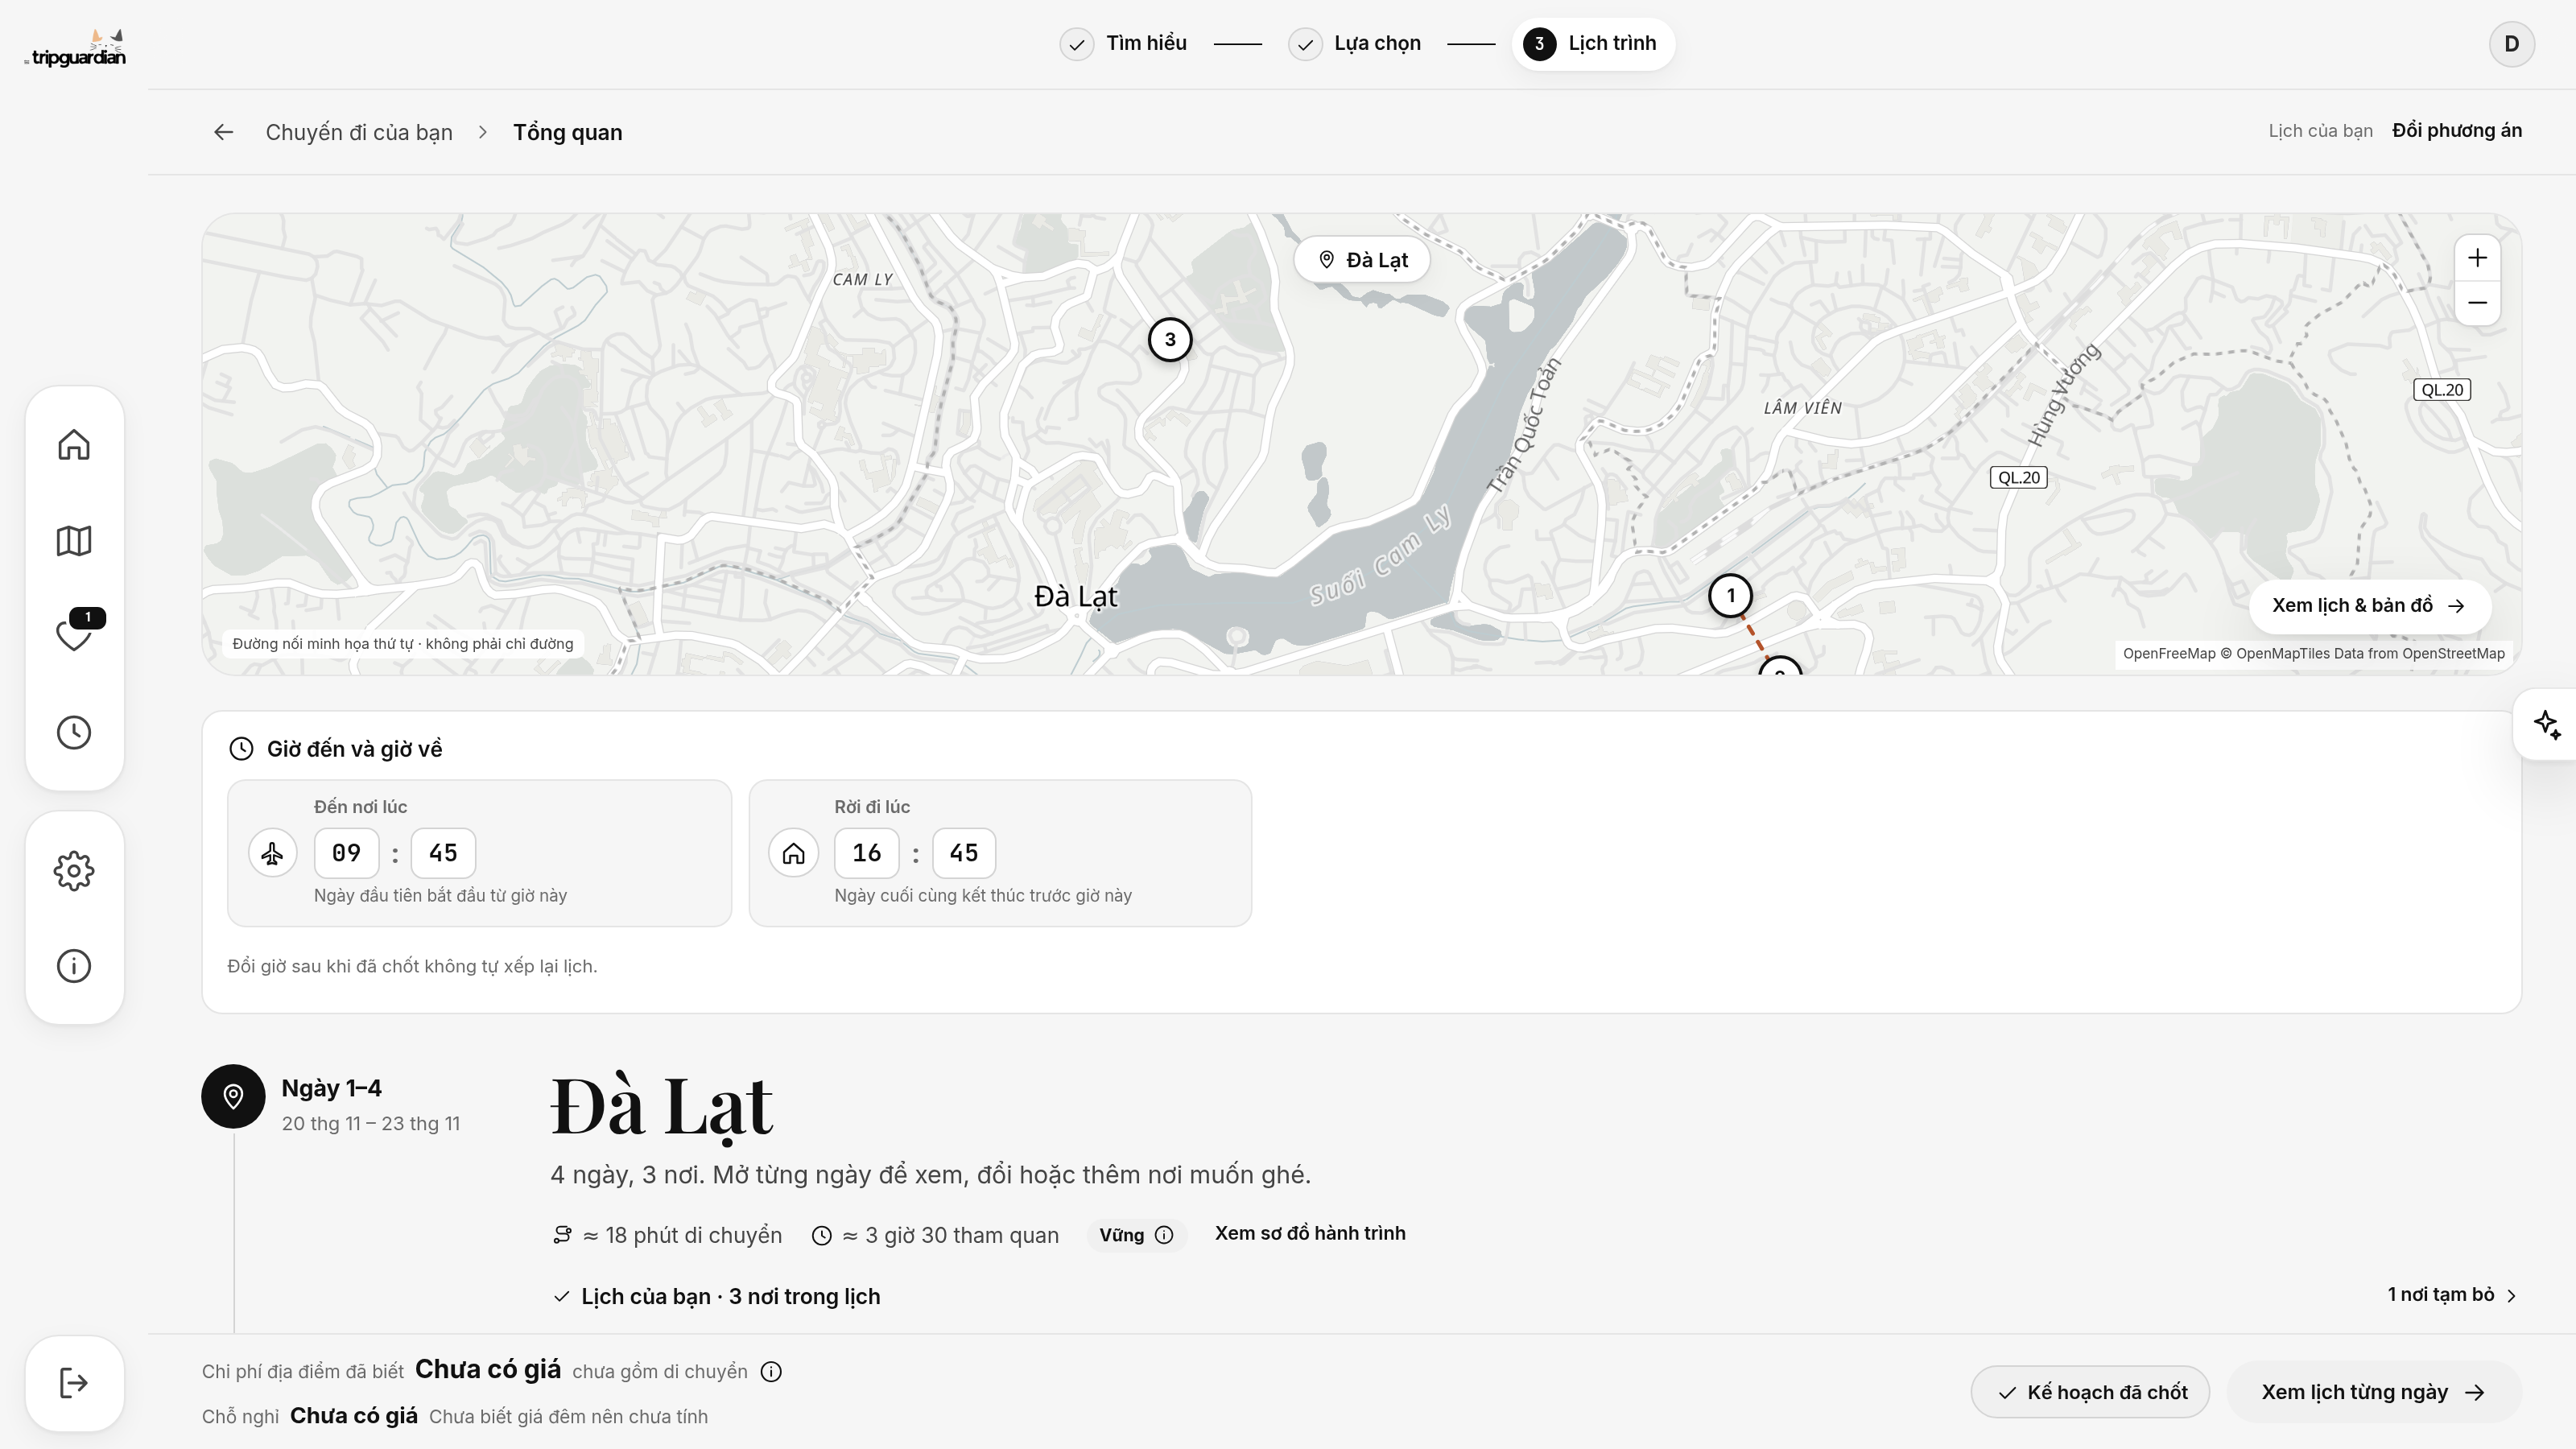 tripguardian
Tìm hiểu
Lựa chọn
3 Lịch trình
D
Chuyến đi của bạn
Tổng quan
Lịch của bạn
Đổi phương án
Đà Lạt
CAM LY
3
LÂM VIÊN
Hùng Vương
QL.20
QL.20
Trần Quốc Toản
Suối Cam Ly
Đà Lạt
1
1
Xem lịch & bản đồ
Đường nối minh họa thứ tự · không phải chỉ đường
OpenFreeMap © OpenMapTiles Data from OpenStreetMap
Giờ đến và giờ về
Đến nơi lúc
09 : 45
Ngày đầu tiên bắt đầu từ giờ này
Rời đi lúc
16 : 45
Ngày cuối cùng kết thúc trước giờ này
Đổi giờ sau khi đã chốt không tự xếp lại lịch.
Ngày 1–4
20 thg 11 – 23 thg 11
Đà Lạt
4 ngày, 3 nơi. Mở từng ngày để xem, đổi hoặc thêm nơi muốn ghé.
≈ 18 phút di chuyển
≈ 3 giờ 30 tham quan
Vững
Xem sơ đồ hành trình
Lịch của bạn · 3 nơi trong lịch
1 nơi tạm bỏ
Chi phí địa điểm đã biết Chưa có giá chưa gồm di chuyển
Chỗ nghỉ Chưa có giá Chưa biết giá đêm nên chưa tính
Kế hoạch đã chốt
Xem lịch từng ngày